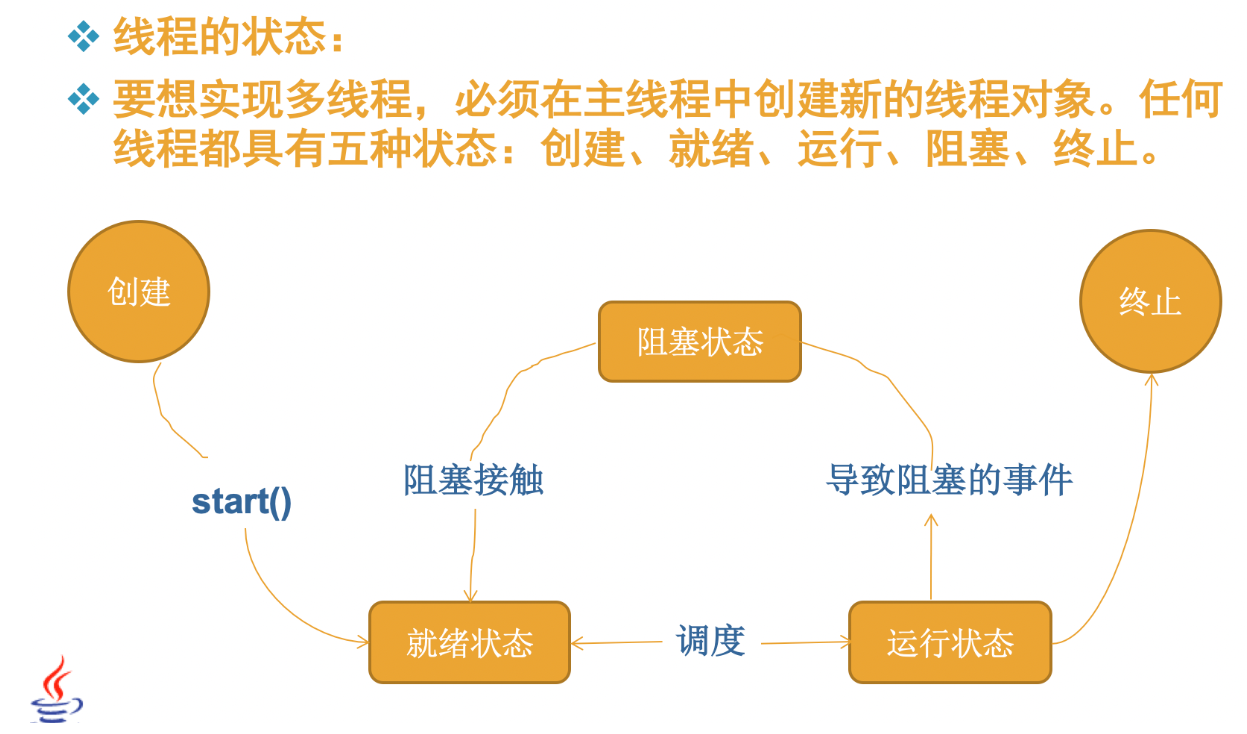 线程的状态：
要想实现多线程，必须在主线程中创建新的线程对象。任何
线程都具有五种状态：创建、就绪、运行、阻塞、终止。
创建
终止
阻塞状态
阻塞接触
导致阻塞的事件
start()
就绪状态
调度
运行状态